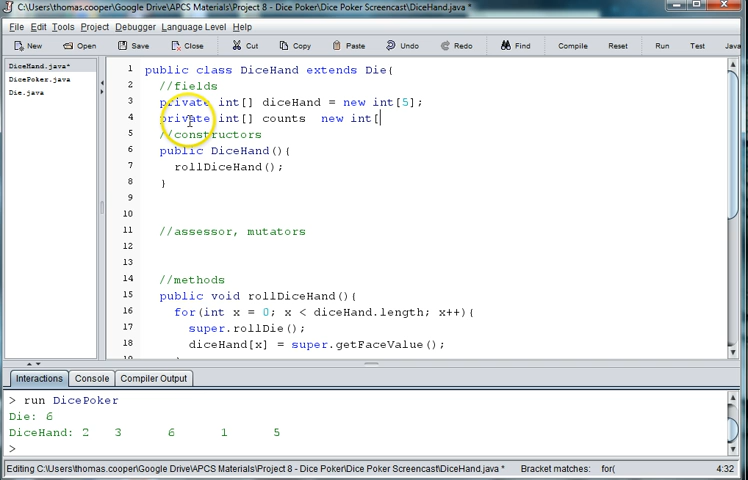 C:\Users\thomas.cooper\Google Drive\APCS Materials\Project 8 - Dice Poker\Dice Poker Screencast\DiceHand.java *
File Edit Tools Project Debugger Language Level Help
New Open Save Close Cut Copy Paste Undo Redo Find Compile Reset Run Test Java
DiceHand.java*
DicePoker.java
Die.java
1 public class DiceHand extends Die{
2 //fields
3 private int[] diceHand = new int[5];
4 private int[] counts  new int[
5 //constructors
6 public DiceHand(){
7 rollDiceHand();
8 }
9
10
11 //assessor, mutators
12
13
14 //methods
15 public void rollDiceHand(){
16 for(int x = 0; x < diceHand.length; x++){
17 super.rollDie();
18 diceHand[x] = super.getFaceValue();
19 }
Interactions Console Compiler Output
> run DicePoker
Die: 6
DiceHand: 2 3 6 1 5
>
Editing C:\Users\thomas.cooper\Google Drive\APCS Materials\Project 8 - Dice Poker\Dice Poker Screencast\DiceHand.java * Bracket matches: for( 4:32